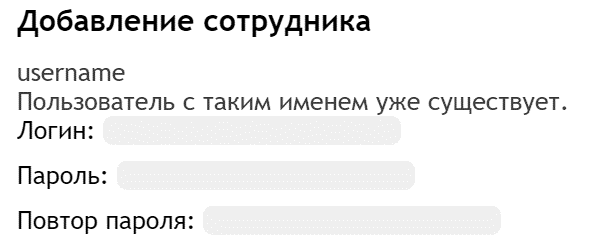 Добавление сотрудника
username
Пользователь с таким именем уже существует.
Логин:
Пароль:
Повтор пароля: